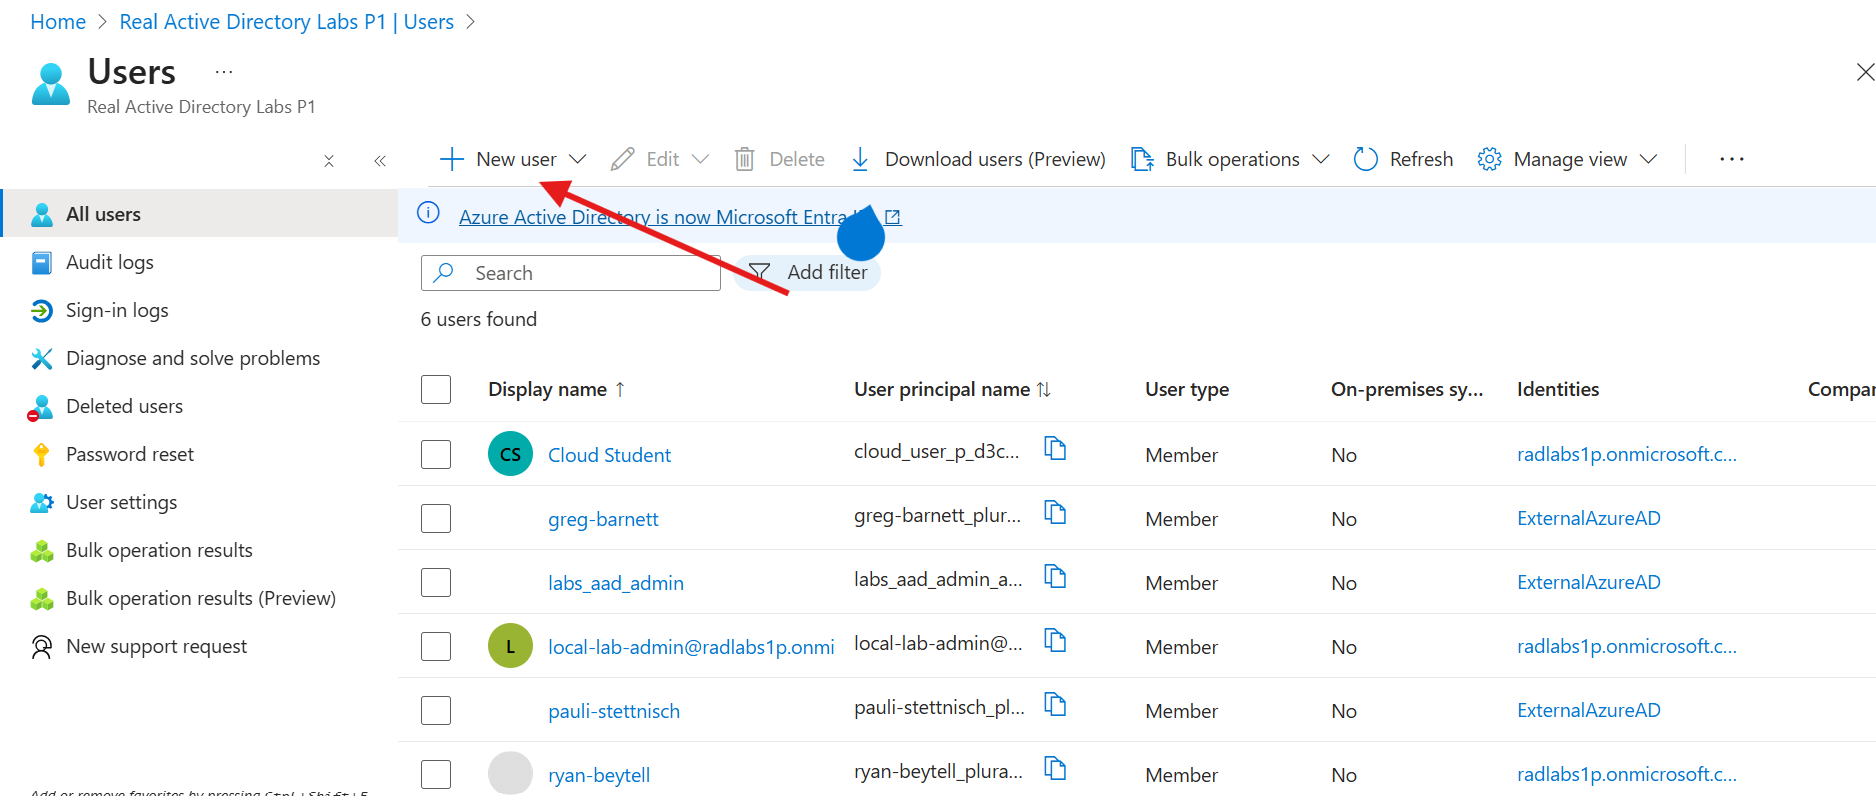 Home > Real Active Directory Labs P1 | Users >
Users ...
Real Active Directory Labs P1
New user Edit Delete Download users (Preview) Bulk operations Refresh Manage view ...
All users
Audit logs
Sign-in logs
Diagnose and solve problems
Deleted users
Password reset
User settings
Bulk operation results
Bulk operation results (Preview)
New support request
Azure Active Directory is now Microsoft Entra
Search Add filter
6 users found
Display name ↑ User principal name ↑↓ User type On-premises sy... Identities Compan
CS Cloud Student cloud_user_p_d3c... Member No radlabs1p.onmicrosoft.c...
greg-barnett greg-barnett_plur... Member No ExternalAzureAD
labs_aad_admin labs_aad_admin_a... Member No ExternalAzureAD
L local-lab-admin@radlabs1p.onmi local-lab-admin@... Member No radlabs1p.onmicrosoft.c...
pauli-stettnisch pauli-stettnisch_pl... Member No ExternalAzureAD
ryan-beytell ryan-beytell_plura... Member No radlabs1p.onmicrosoft.c...
Add or remove favorites by pressing Ctrl+Shift+F